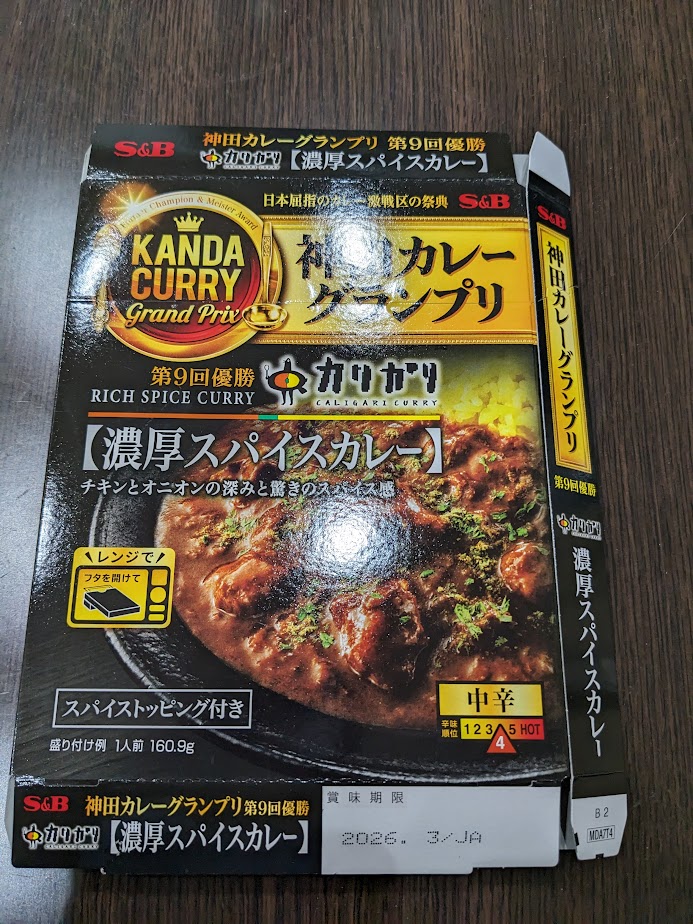 S&B
神田カレーグランプリ 第9回優勝
カリガリ【濃厚スパイスカレー】
Curry Champion & Meister Award
KANDA
CURRY
Grand Prix
日本屈指のカレー激戦区の祭典 S&B
神田カレー
グランプリ
第9回優勝
RICH SPICE CURRY
カリガリ
CALIGARI CURRY
【濃厚スパイスカレー】
チキンとオニオンの深みと驚きのスパイス感
レンジで
フタを開けて
スパイストッピング付き
盛り付け例 1人前 160.9g
中辛
辛味順位 1 2 3 4 5 HOT
S&B
神田カレーグランプリ
第9回優勝
カリガリ
濃厚スパイスカレー
S&B 神田カレーグランプリ第9回優勝
カリガリ【濃厚スパイスカレー】
賞味期限
2026. 3/JA
B2
MDA7T4